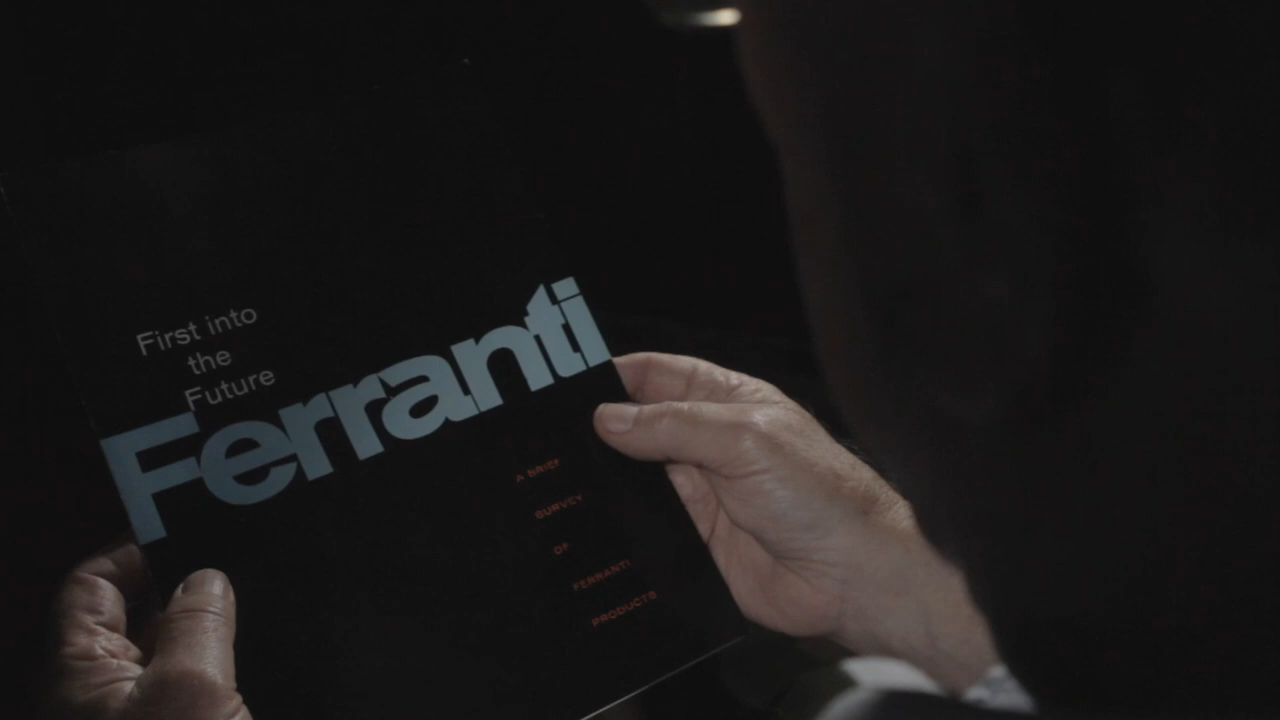 First into
the
Future
Ferranti
A BRIEF
SURVEY
OF
FERRANTI
PRODUCTS